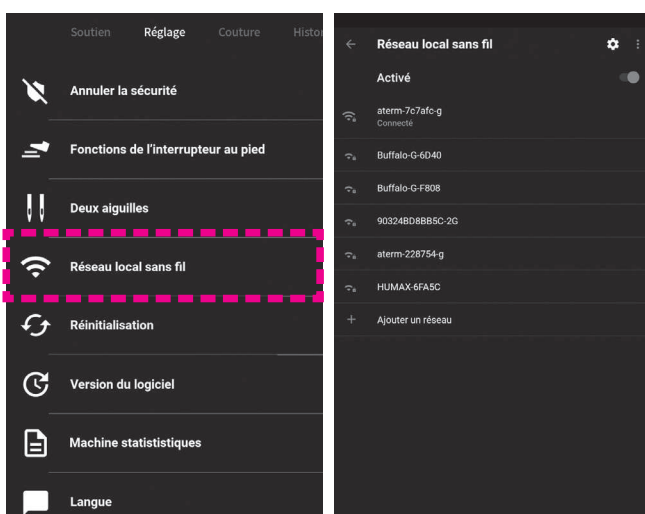 Soutien Réglage Couture Histor
Annuler la sécurité
Fonctions de l'interrupteur au pied
Deux aiguilles
Réseau local sans fil
Réinitialisation
Version du logiciel
Machine statististiques
Langue
Réseau local sans fil
Activé
aterm-7c7afc-g
Connecté
Buffalo-G-6D40
Buffalo-G-F808
90324BD8BB5C-2G
aterm-228754-g
HUMAX-6FA5C
Ajouter un réseau